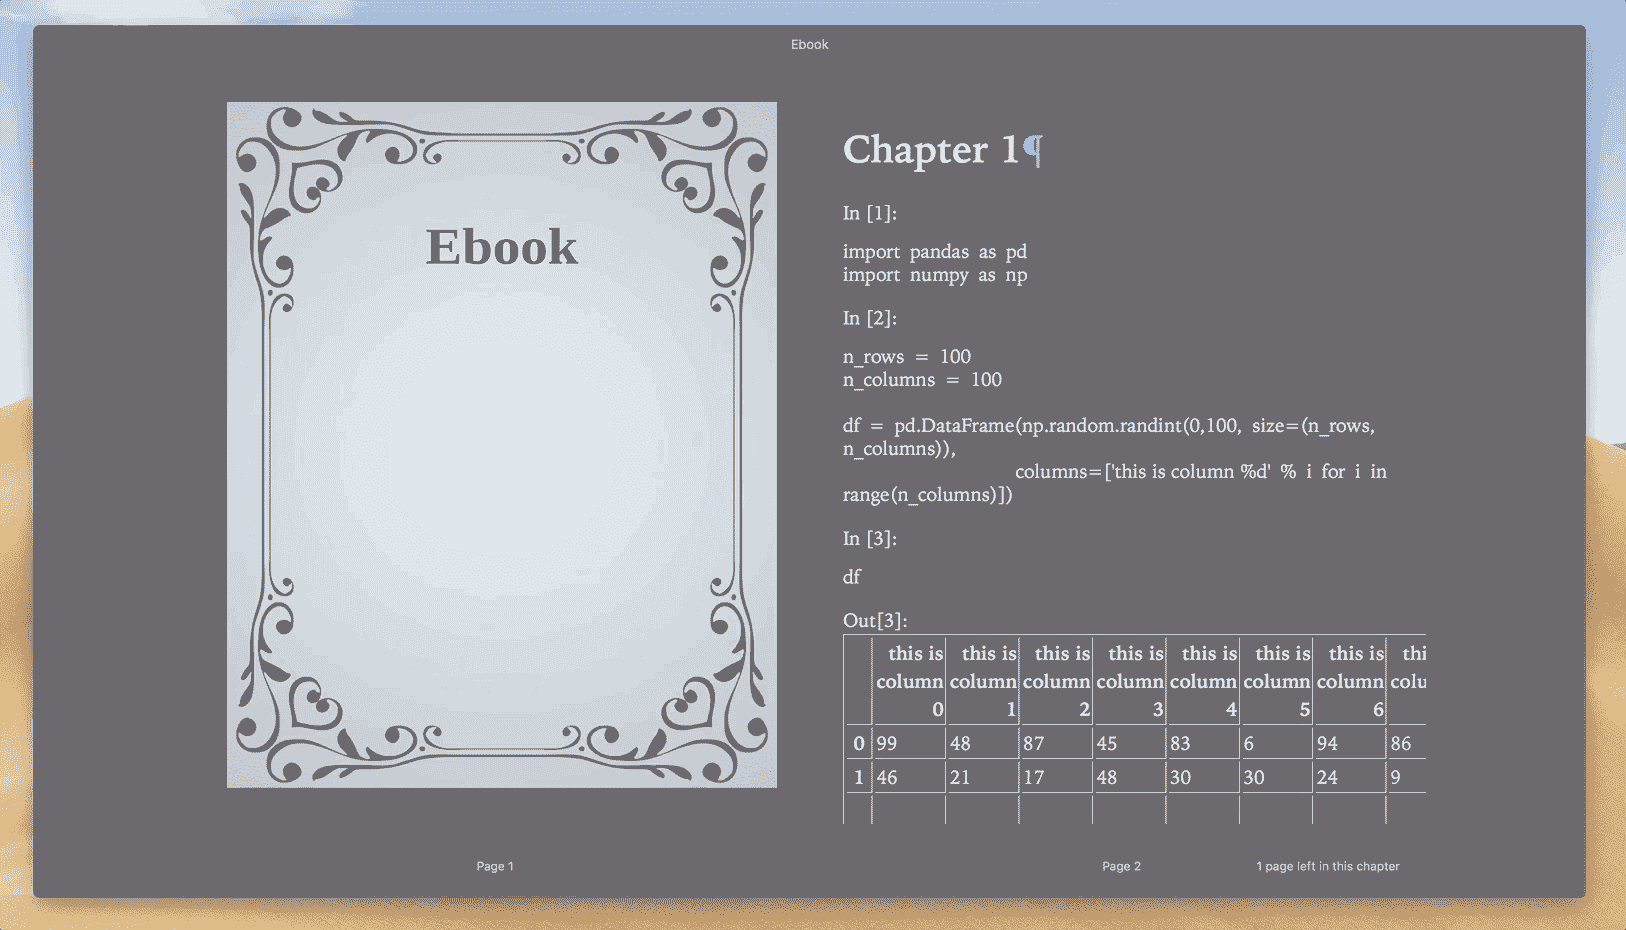 Ebook
Ebook
Chapter 1¶
In [1]:
import pandas as pd
import numpy as np
In [2]:
n_rows = 100
n_columns = 100
df = pd.DataFrame(np.random.randint(0,100, size=(n_rows,
n_columns)),
columns=['this is column %d' % i for i in
range(n_columns)])
In [3]:
df
Out[3]:
this is this is this is this is this is this is this is thi
column column column column column column column colu
0 1 2 3 4 5 6
0 99 48 87 45 83 6 94 86
1 46 21 17 48 30 30 24 9
Page 1
Page 2
1 page left in this chapter